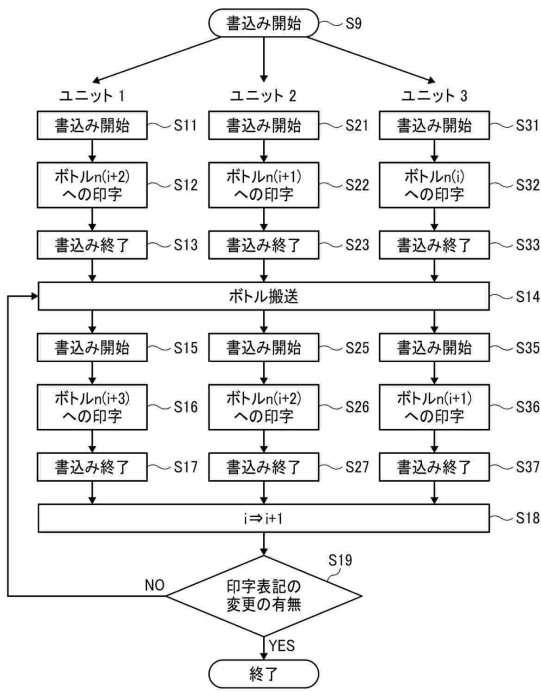 書込み開始 S9
ユニット 1 ユニット 2 ユニット 3
書込み開始 S11 書込み開始 S21 書込み開始 S31
ボトルn(i+2)
への印字 S12
ボトルn(i+1)
への印字 S22
ボトルn(i)
への印字 S32
書込み終了 S13 書込み終了 S23 書込み終了 S33
ボトル搬送 S14
書込み開始 S15 書込み開始 S25 書込み開始 S35
ボトルn(i+3)
への印字 S16
ボトルn(i+2)
への印字 S26
ボトルn(i+1)
への印字 S36
書込み終了 S17 書込み終了 S27 書込み終了 S37
i⇒i+1 S18
S19
NO
印字表記の
変更の有無
YES
終了